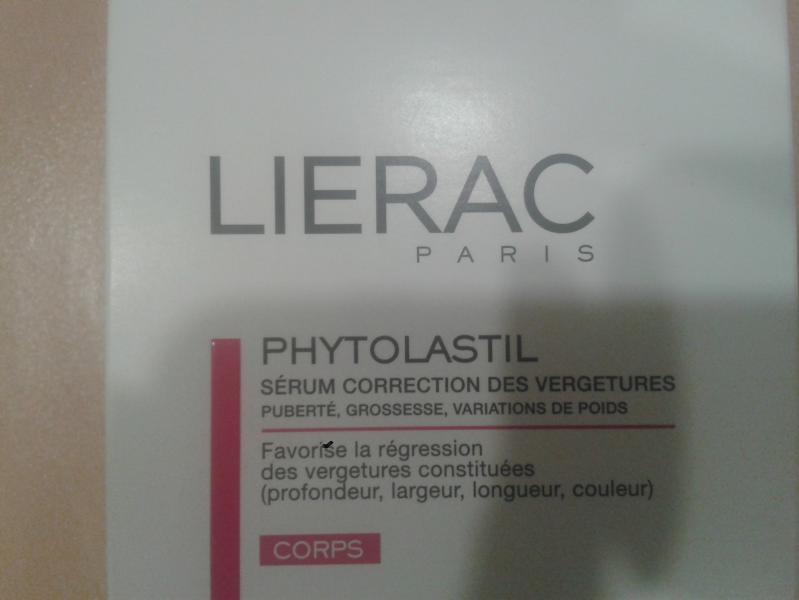 LIERAC
PARIS
PHYTOLASTIL
SÉRUM CORRECTION DES VERGETURES
PUBERTÉ, GROSSESSE, VARIATIONS DE POIDS
Favorise la régression
des vergetures constituées
(profondeur, largeur, longueur, couleur)
CORPS